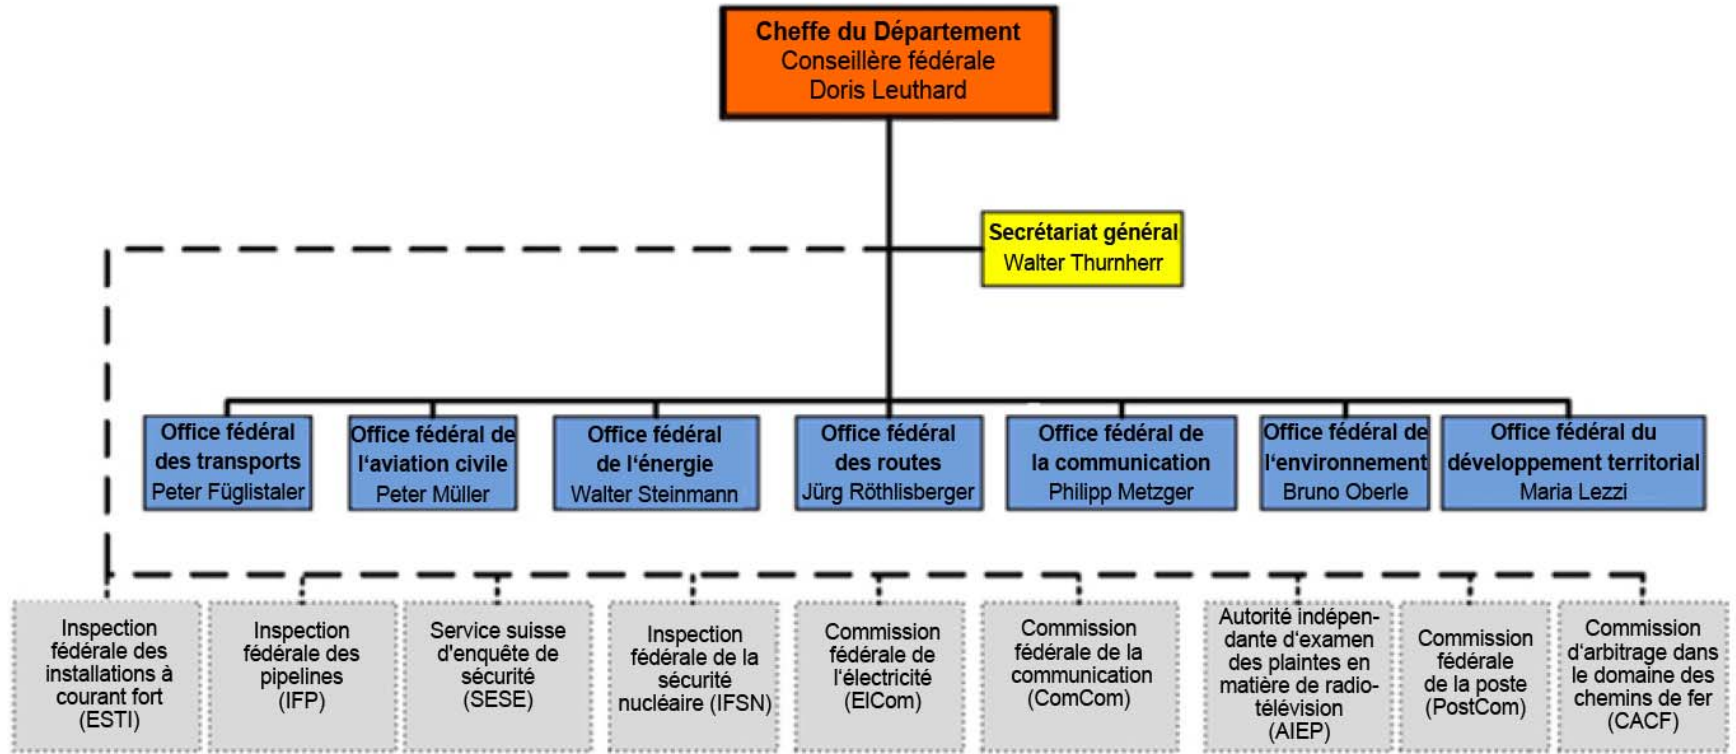 Cheffe du Département
Conseillère fédérale
Doris Leuthard
Secrétariat général
Walter Thurnherr
Office fédéral
des transports
Peter Füglistaler
Office fédéral de
l‘aviation civile
Peter Müller
Office fédéral
de l‘énergie
Walter Steinmann
Office fédéral
des routes
Jürg Röthlisberger
Office fédéral de
la communication
Philipp Metzger
Office fédéral de
l‘environnement
Bruno Oberle
Office fédéral du
développement territorial
Maria Lezzi
Inspection
fédérale des
installations à
courant fort
(ESTI)
Inspection
fédérale des
pipelines
(IFP)
Service suisse
d'enquête de
sécurité
(SESE)
Inspection
fédérale de la
sécurité
nucléaire (IFSN)
Commission
fédérale de
l‘électricité
(ElCom)
Commission
fédérale de la
communication
(ComCom)
Autorité indépen-
dante d‘examen
des plaintes en
matière de radio-
télévision
(AIEP)
Commission
fédérale
de la poste
(PostCom)
Commission
d‘arbitrage dans
le domaine des
chemins de fer
(CACF)